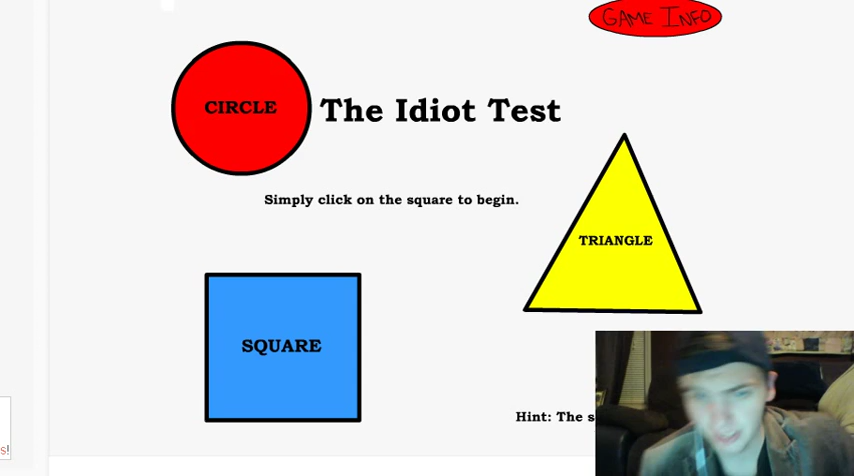 GAME INFO
CIRCLE
The Idiot Test
Simply click on the square to begin.
TRIANGLE
SQUARE
Hint: The
s!